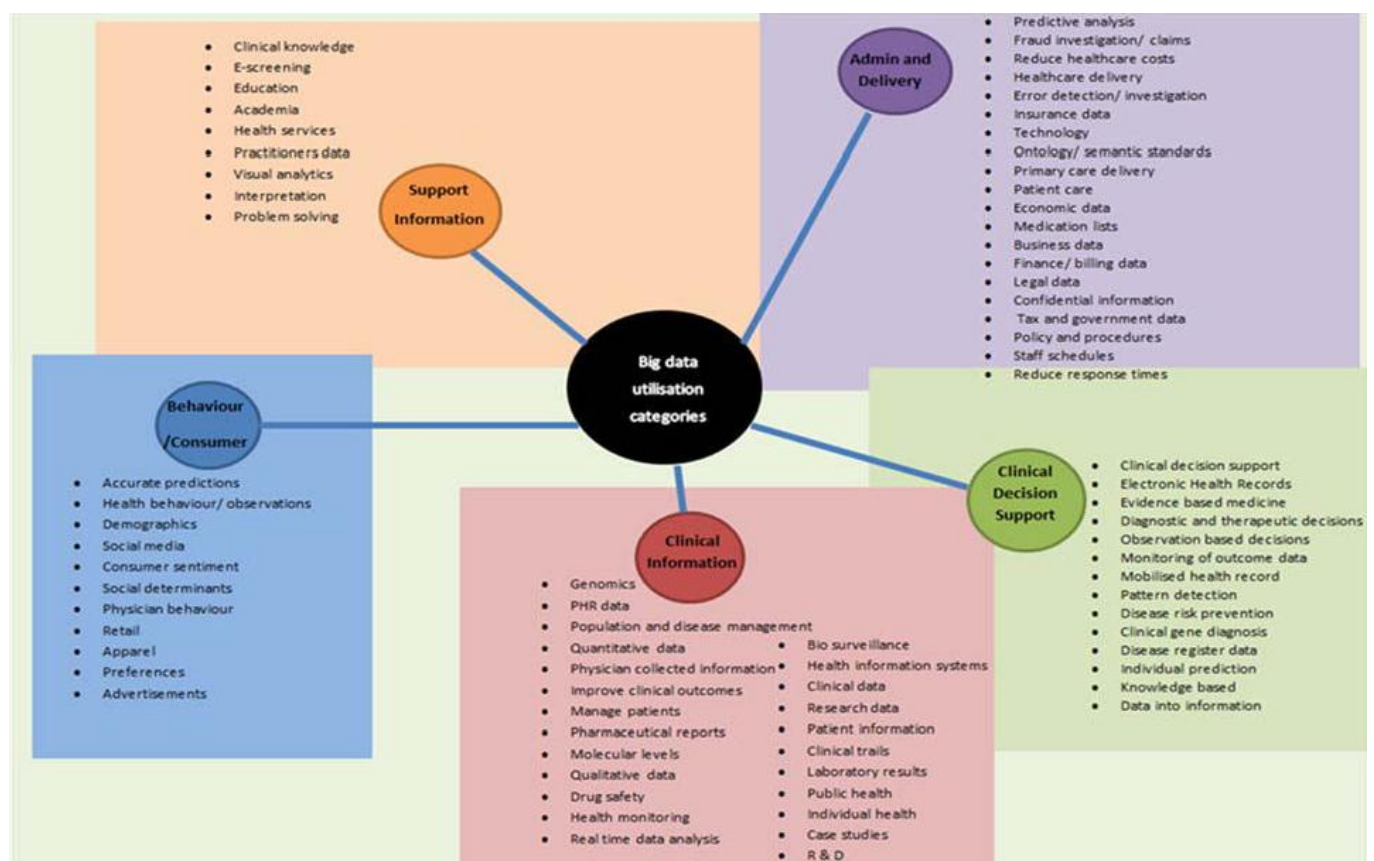 Clinical knowledge
E-screening
Education
Academia
Health services
Practitioners data
Visual analytics
Interpretation
Problem solving
Support
Information
Admin and
Delivery
Predictive analysis
Fraud investigation/ claims
Reduce healthcare costs
Healthcare delivery
Error detection/ investigation
Insurance data
Technology
Ontology/ semantic standards
Primary care delivery
Patient care
Economic data
Medication lists
Business data
Finance/ billing data
Legal data
Confidential information
Tax and government data
Policy and procedures
Staff schedules
Reduce response times
Big data
utilisation
categories
Behaviour
/Consumer
Accurate predictions
Health behaviour/ observations
Demographics
Social media
Consumer sentiment
Social determinants
Physician behaviour
Retail
Apparel
Preferences
Advertisements
Clinical
Information
Genomics
PHR data
Population and disease management
Quantitative data
Physician collected information
Improve clinical outcomes
Manage patients
Pharmaceutical reports
Molecular levels
Qualitative data
Drug safety
Health monitoring
Real time data analysis
Bio surveillance
Health information systems
Clinical data
Research data
Patient information
Clinical trails
Laboratory results
Public health
Individual health
Case studies
R & D
Clinical
Decision
Support
Clinical decision support
Electronic Health Records
Evidence based medicine
Diagnostic and therapeutic decisions
Observation based decisions
Monitoring of outcome data
Mobilised health record
Pattern detection
Disease risk prevention
Clinical gene diagnosis
Disease register data
Individual prediction
Knowledge based
Data into information